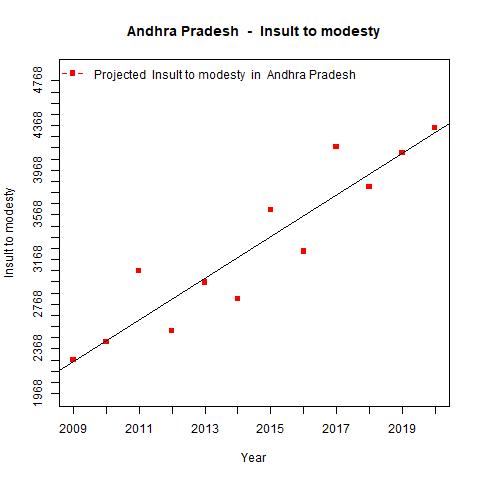 Andhra Pradesh - Insult to modesty
Projected Insult to modesty in Andhra Pradesh
Insult to modesty
4768
4368
3968
3568
3168
2768
2368
1968
2009 2011 2013 2015 2017 2019
Year